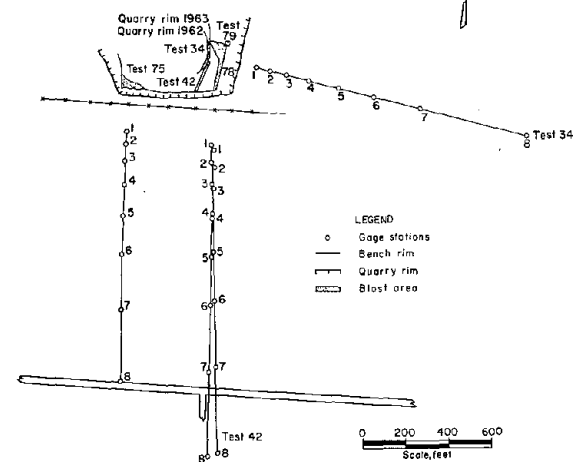 Quarry rim 1963
Quarry rim 1962
Test 79
Test 34
78
Test 75
Test 42
1 2 3 4 5 6 7 8 Test 34
1
2
3
4
5
6
7
8
1 1
2 2
3 3
4 4
5 5
6 6
7 7
8 8
Test 42
LEGEND
Gage stations
Bench rim
Quarry rim
Blast area
0 200 400 600
Scale, feet